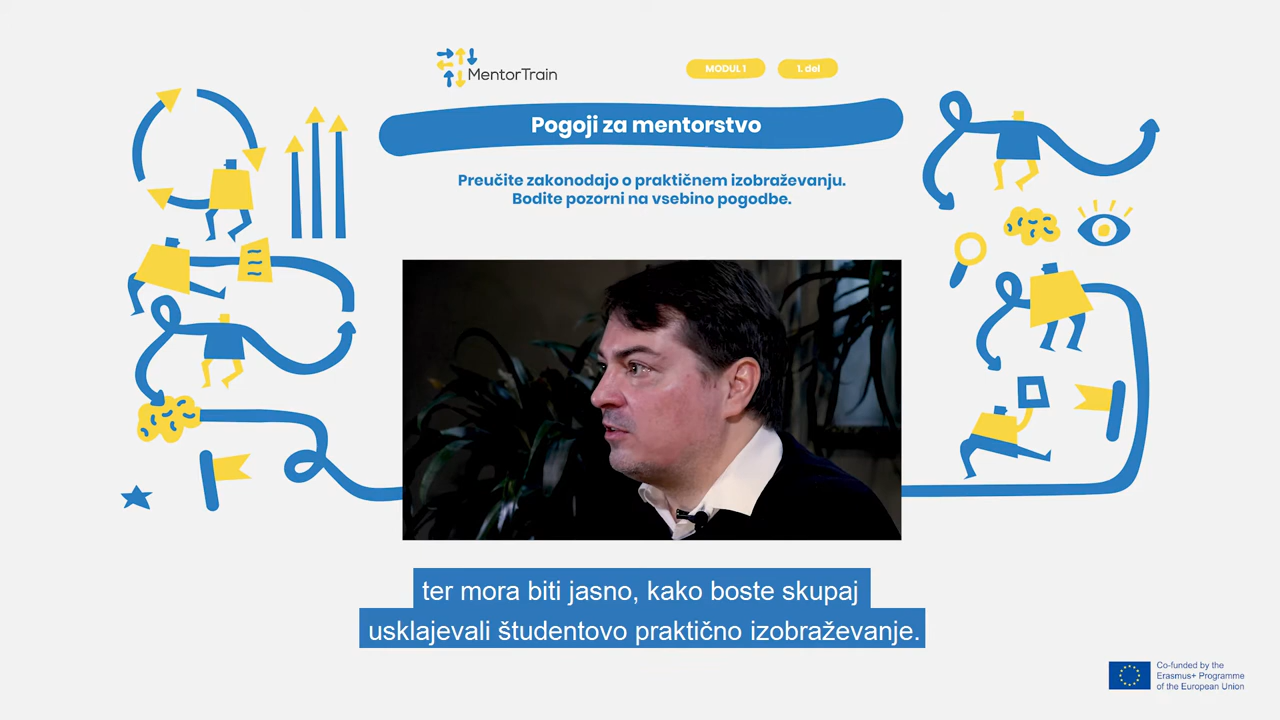 MentorTrain
MODUL 1
1. del
Pogoji za mentorstvo
Preučite zakonodajo o praktičnem izobraževanju.
Bodite pozorni na vsebino pogodbe.
ter mora biti jasno, kako boste skupaj
usklajevali študentovo praktično izobraževanje.
Co-funded by the
Erasmus+ Programme
of the European Union